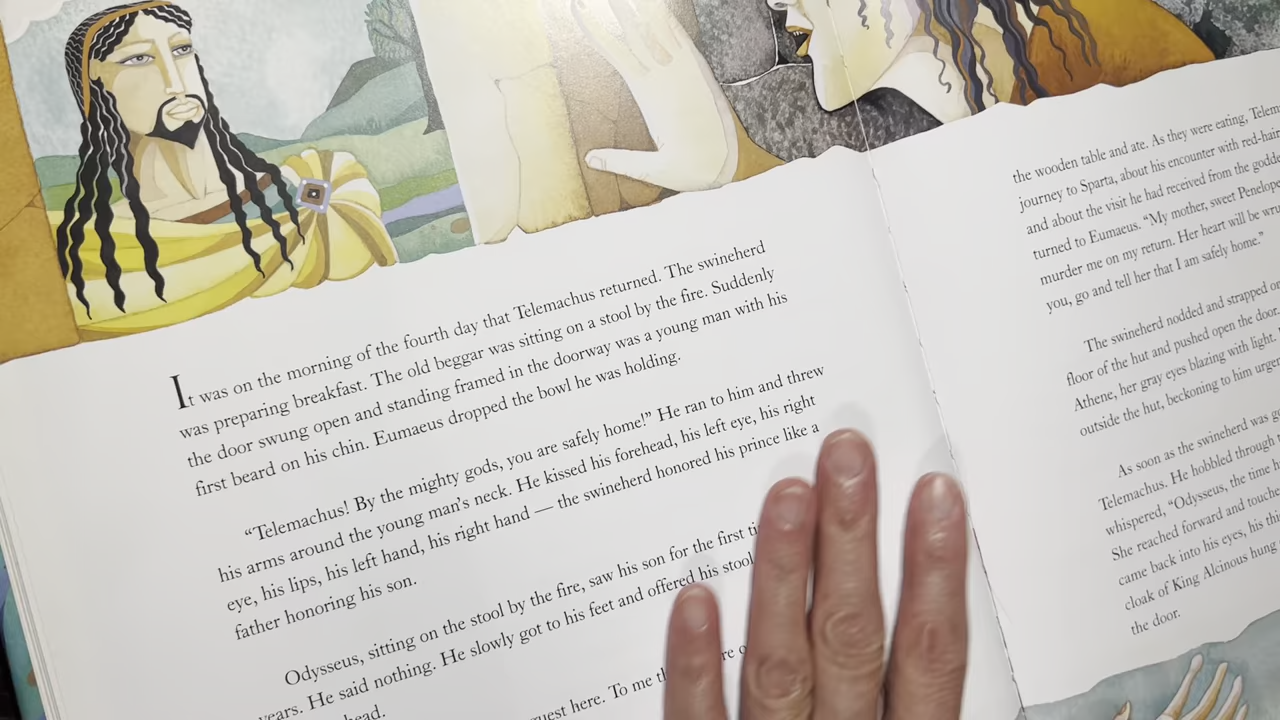 It was on the morning of the fourth day that Telemachus returned. The swineherd
was preparing breakfast. The old beggar was sitting on a stool by the fire. Suddenly
the door swung open and standing framed in the doorway was a young man with his
first beard on his chin. Eumaeus dropped the bowl he was holding.
“Telemachus! By the mighty gods, you are safely home!” He ran to him and threw
his arms around the young man’s neck. He kissed his forehead, his left eye, his right
eye, his lips, his left hand, his right hand — the swineherd honored his prince like a
father honoring his son.
Odysseus, sitting on the stool by the fire, saw his son for the first
years. He said nothing. He slowly got to his feet and offered his stool
guest here. To me
the wooden table and ate. As they were eating,
journey to Sparta, about his encounter with
and about the visit he had received from the
turned to Eumaeus. “My mother, sweet
murder me on my return. Her heart will be
you, go and tell her that I am safely home.”
The swineherd nodded and strapped
floor of the hut and pushed open the door.
Athene, her gray eyes blazing with light.
outside the hut, beckoning to him
As soon as the swineherd was
Telemachus. He hobbled through
whispered, “Odysseus, the time
She reached forward and
came back into his eyes, his
cloak of King Alcinous hung
the door.